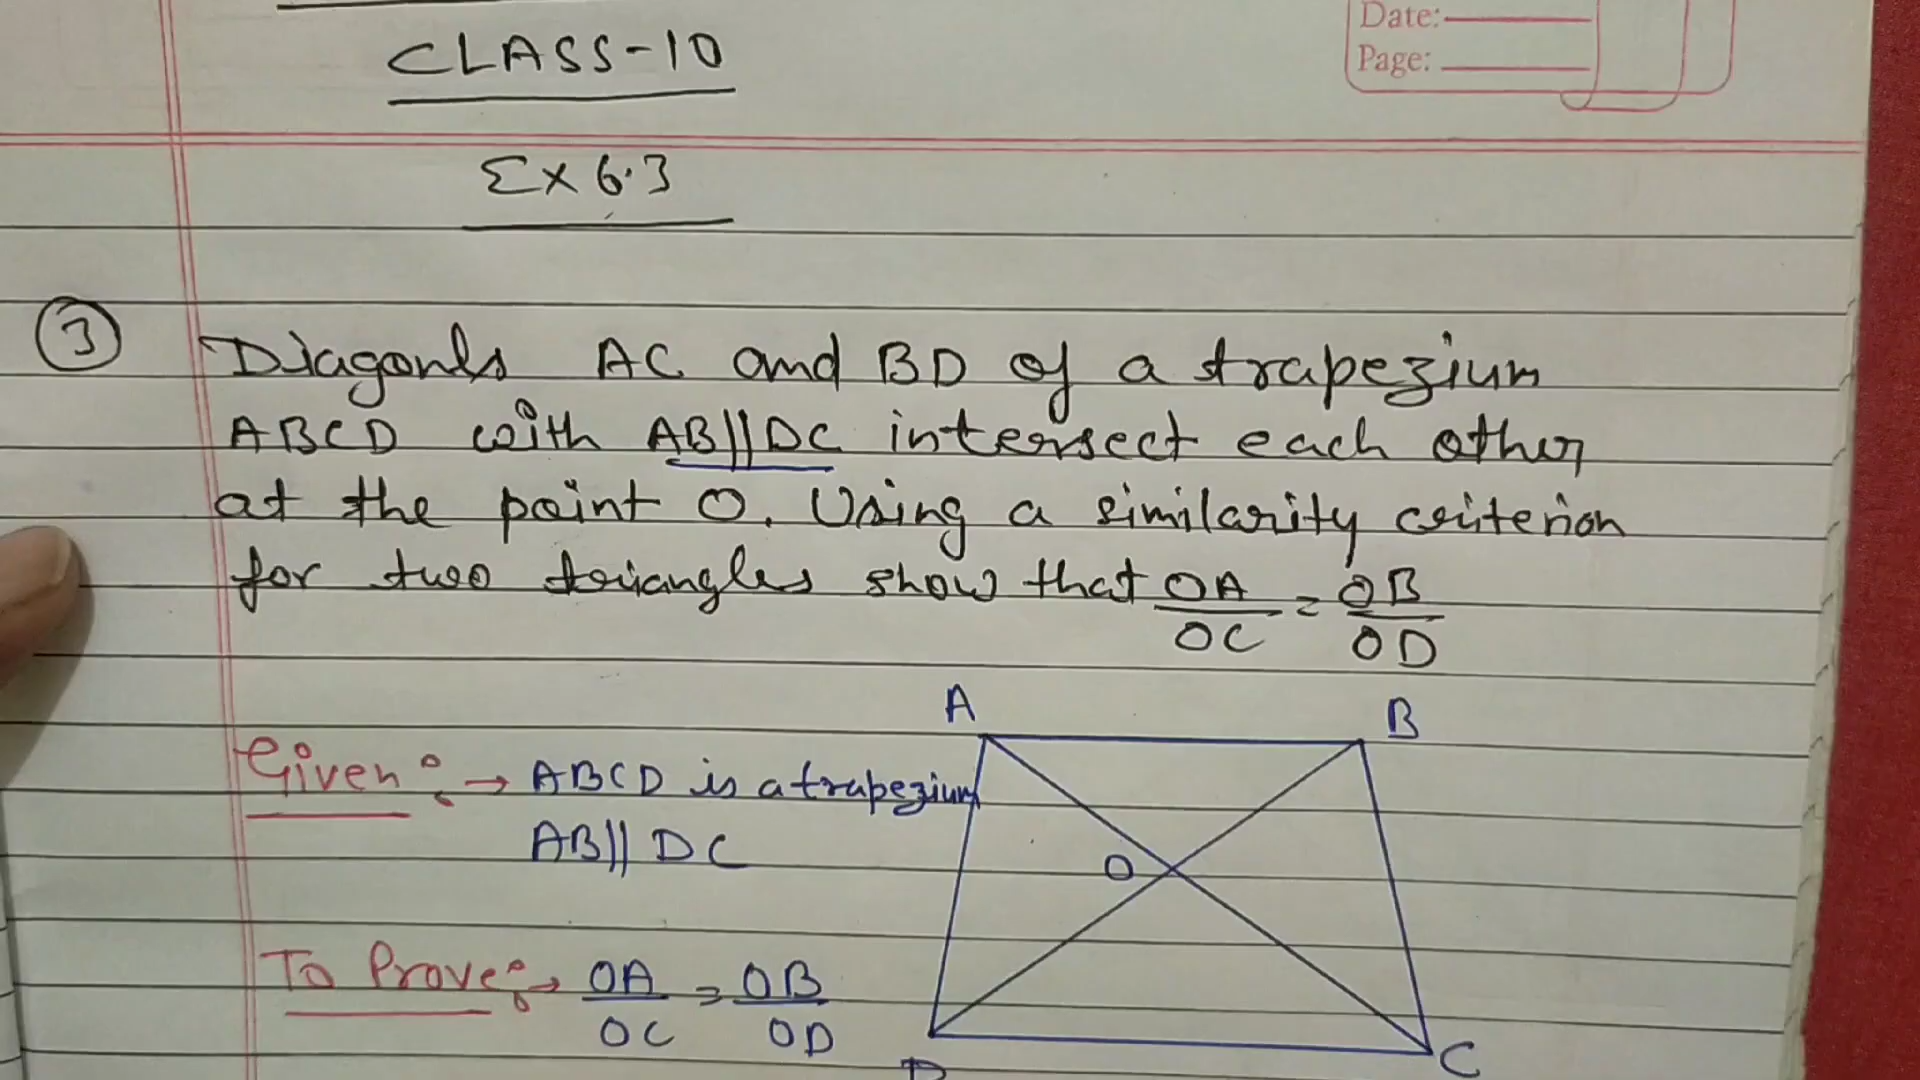 Date:
Page:
CLASS-10
Ex 6.3
3 Diagonls AC and BD of a trapezium
ABCD with AB||DC intersect each other
at the point O. Using a similarity criterion
for two triangles show that OA/OC = OB/OD
Given :→ ABCD is a trapezium
AB|| DC
To Prove :→ OA/OC = OB/OD
A
B
O
D
C